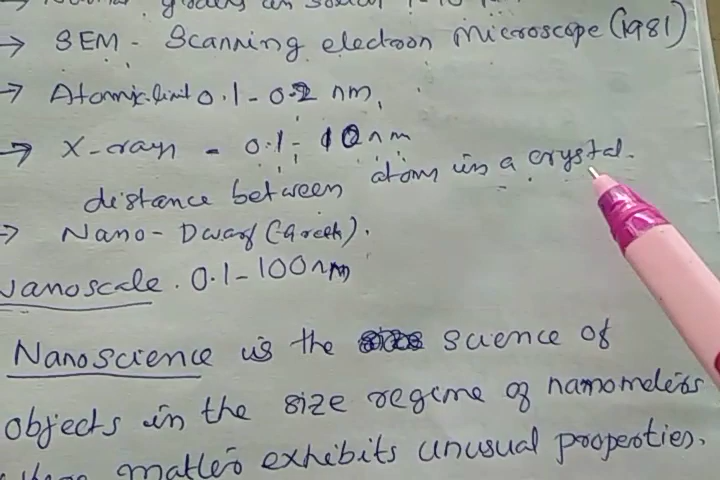 → SEM - Scanning electron microscope (1981)
→ Atomic limit 0.1 - 0.2 nm,
→ X-ray - 0.1 - 10 nm
distance between atom in a crystal.
→ Nano - Dwarf (Greek).
Nanoscale. 0.1 - 100 nm
Nanoscience is the science of
objects in the size regime of nanometers
matter exhibits unusual properties.